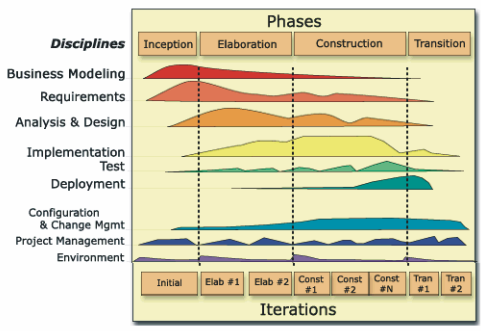 Phases
Disciplines
Inception
Elaboration
Construction
Transition
Business Modeling
Requirements
Analysis & Design
Implementation
Test
Deployment
Configuration
& Change Mgmt
Project Management
Environment
Initial
Elab #1
Elab #2
Const
#1
Const
#2
Const
#N
Tran
#1
Tran
#2
Iterations